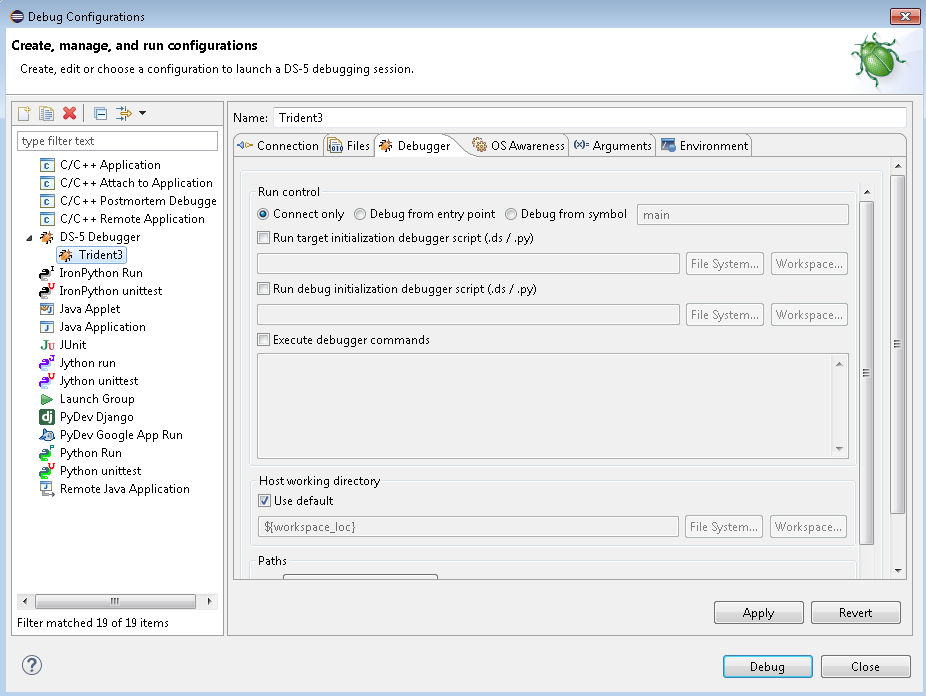 Debug Configurations
Create, manage, and run configurations
Create, edit or choose a configuration to launch a DS-5 debugging session.
type filter text
C/C++ Application
C/C++ Attach to Application
C/C++ Postmortem Debugge
C/C++ Remote Application
DS-5 Debugger
Trident3
IronPython Run
IronPython unittest
Java Applet
Java Application
JUnit
Jython run
Jython unittest
Launch Group
PyDev Django
PyDev Google App Run
Python Run
Python unittest
Remote Java Application
Filter matched 19 of 19 items
Name: Trident3
Connection Files Debugger OS Awareness Arguments Environment
Run control
Connect only Debug from entry point Debug from symbol main
Run target initialization debugger script (.ds / .py)
File System... Workspace...
Run debug initialization debugger script (.ds / .py)
File System... Workspace...
Execute debugger commands
Host working directory
Use default
${workspace_loc} File System... Workspace...
Paths
Apply Revert
Debug Close